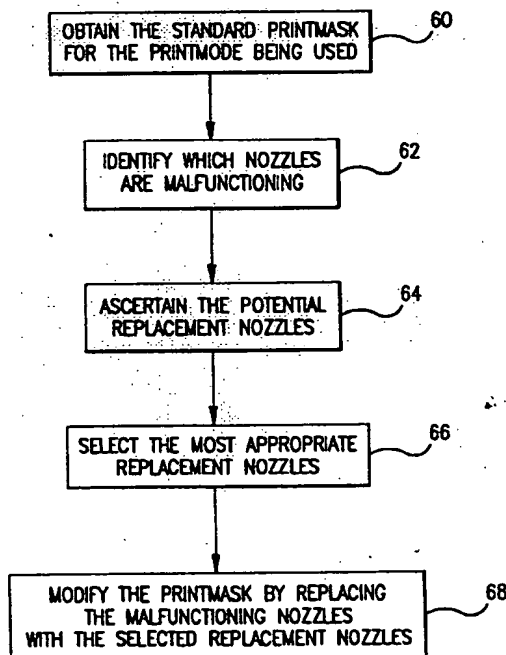 OBTAIN THE STANDARD PRINTMASK
FOR THE PRINTMODE BEING USED
60
IDENTIFY WHICH NOZZLES
ARE MALFUNCTIONING
62
ASCERTAIN THE POTENTIAL
REPLACEMENT NOZZLES
64
SELECT THE MOST APPROPRIATE
REPLACEMENT NOZZLES
66
MODIFY THE PRINTMASK BY REPLACING
THE MALFUNCTIONING NOZZLES
WITH THE SELECTED REPLACEMENT NOZZLES
68